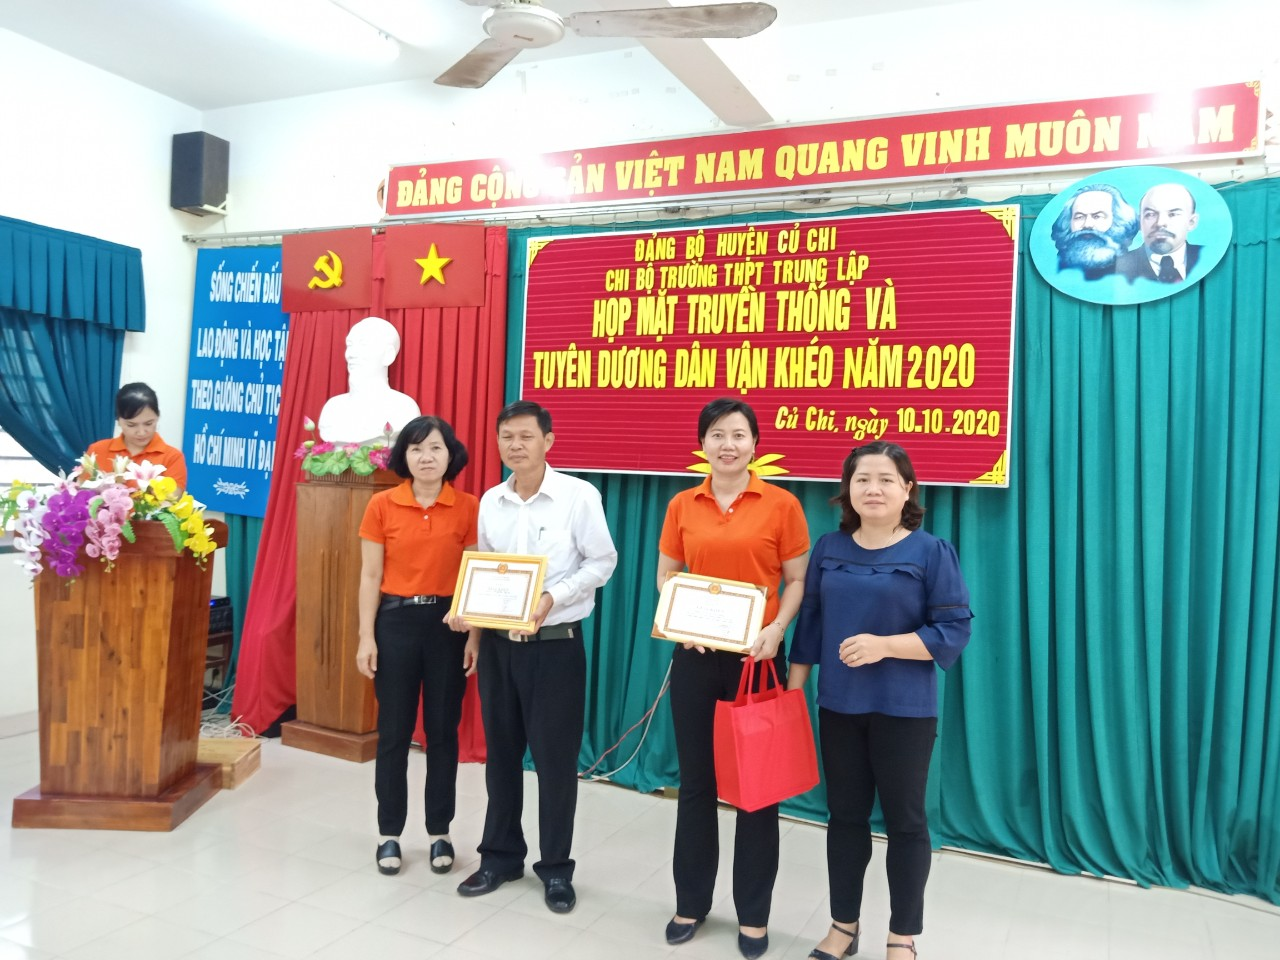 ĐẢNG CỘNG SẢN VIỆT NAM QUANG VINH MUÔN NĂM
ĐẢNG BỘ HUYỆN CỦ CHI
CHI BỘ TRƯỜNG THPT TRUNG LẬP
HỌP MẶT TRUYỀN THỐNG VÀ
TUYÊN DƯƠNG DÂN VẬN KHÉO NĂM 2020
Củ Chi, ngày 10.10.2020
SỐNG CHIẾN ĐẤU
LAO ĐỘNG VÀ HỌC TẬ
THEO GƯƠNG CHỦ TỊC
HỒ CHÍ MINH VĨ ĐẠI